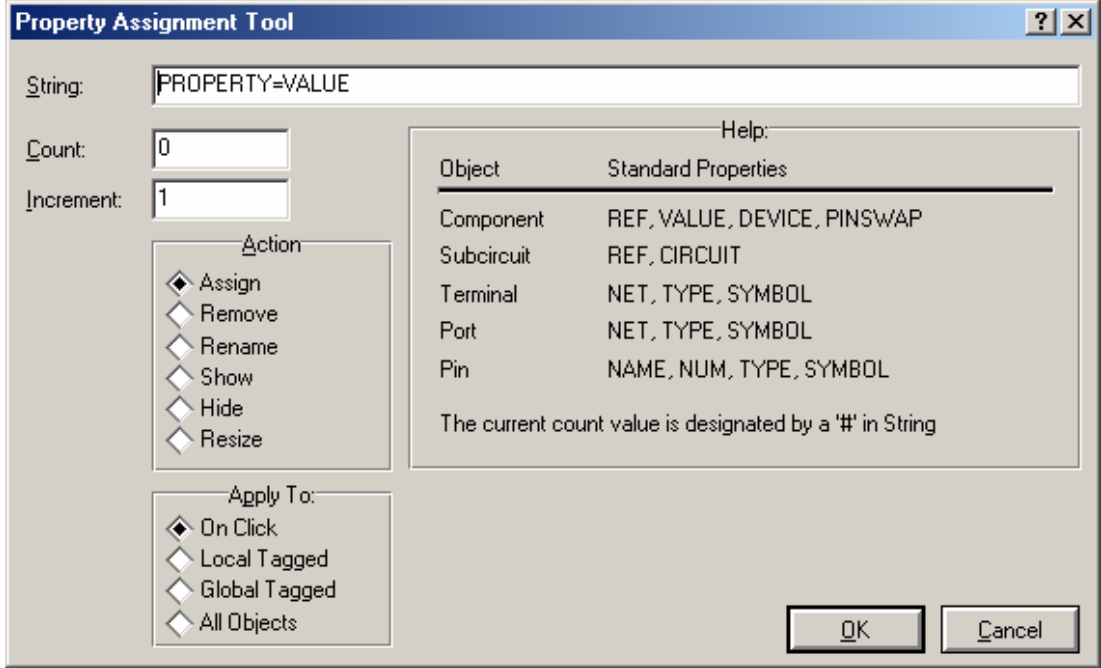 Property Assignment Tool
String: PROPERTY=VALUE
Count: 0
Increment: 1
Action
Assign
Remove
Rename
Show
Hide
Resize
Apply To:
On Click
Local Tagged
Global Tagged
All Objects
Help:
Object Standard Properties
Component REF, VALUE, DEVICE, PINSWAP
Subcircuit REF, CIRCUIT
Terminal NET, TYPE, SYMBOL
Port NET, TYPE, SYMBOL
Pin NAME, NUM, TYPE, SYMBOL
The current count value is designated by a '#' in String
OK Cancel